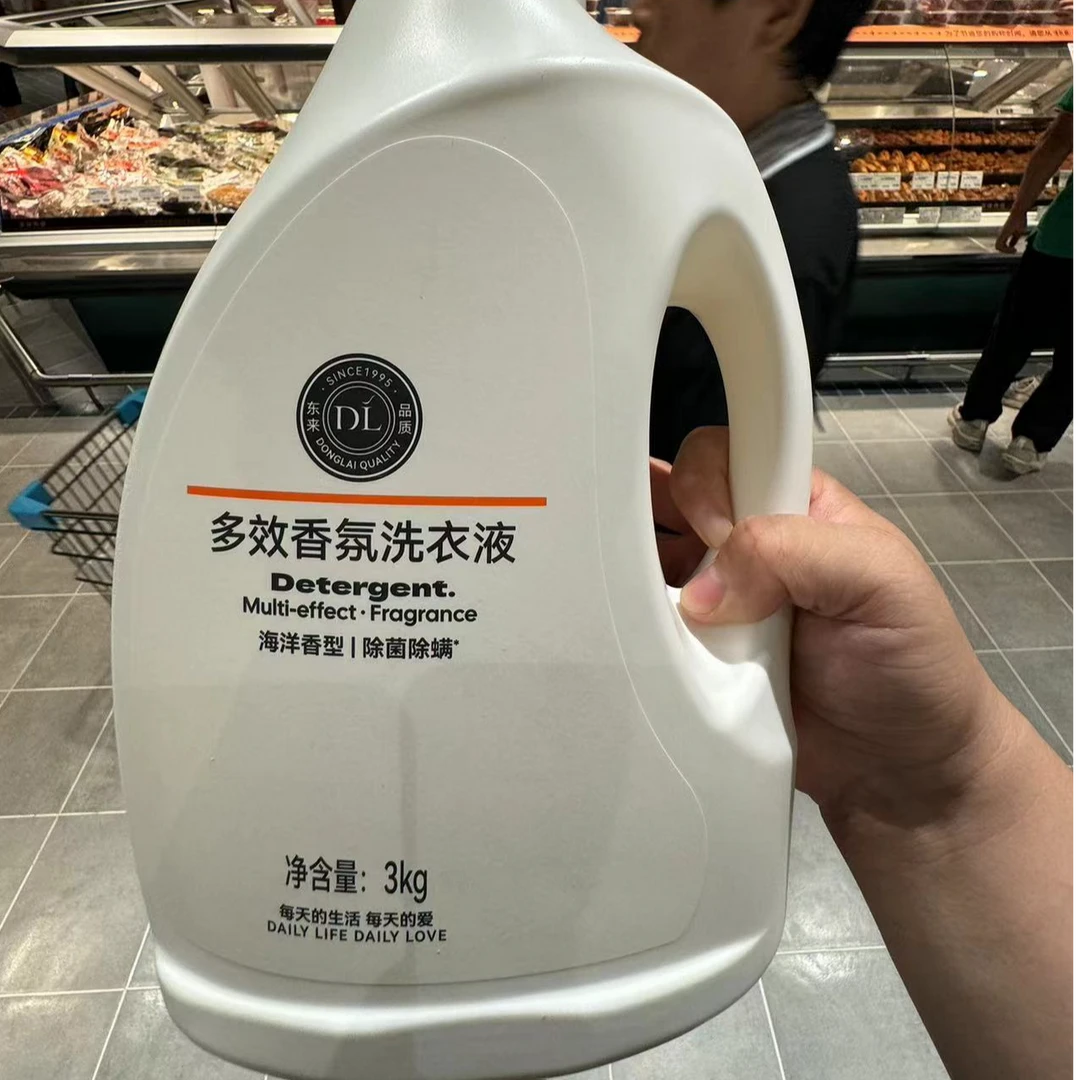 · SINCE1995 ·
东来 DL 品质
DONGLAI QUALITY
多效香氛洗衣液
Detergent.
Multi-effect · Fragrance
海洋香型 | 除菌除螨*
净含量：3kg
每天的生活 每天的爱
DAILY LIFE DAILY LOVE